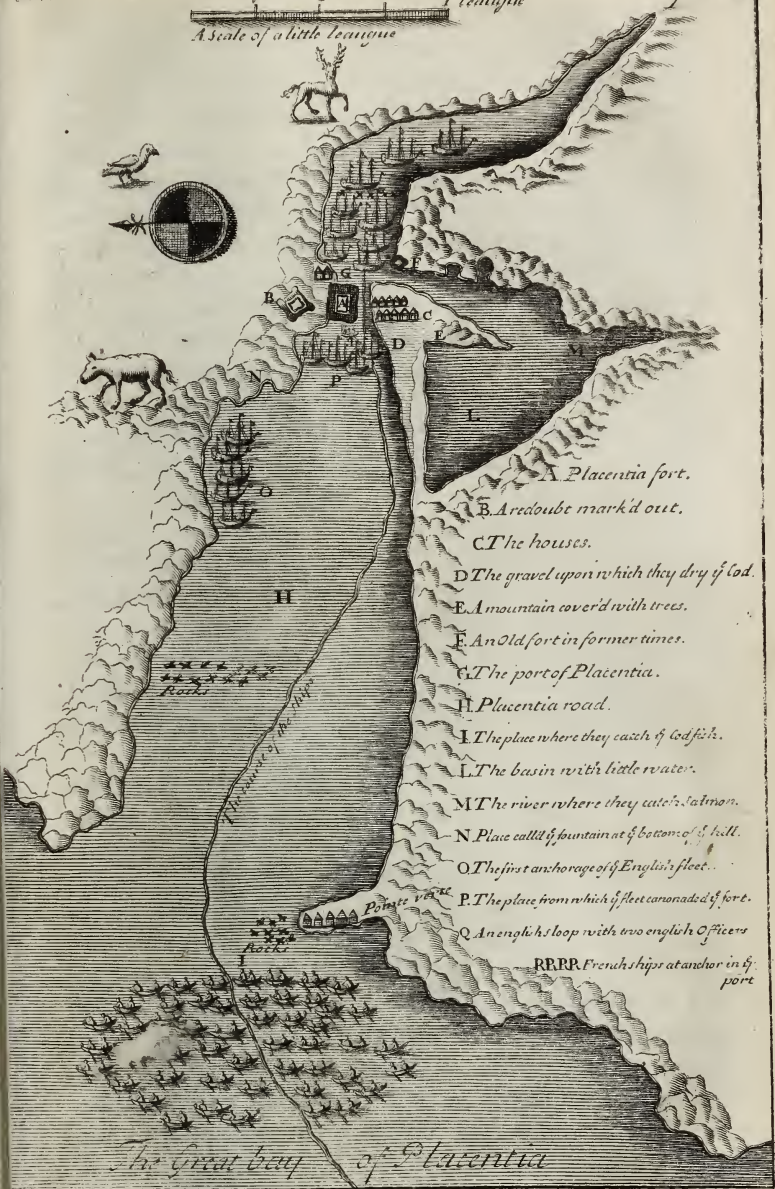 1 league
A Scale of a little leaugue
G
F
B
A
C
D
E
M
N
P
L
O
H
Rocks
The course of the ships
Pointe verte
Rocks
I
A. Placentia fort.
B. A redoubt mark'd out.
C The houses.
D The gravel upon which they dry ÿ Cod.
E. A mountain cover'd with trees.
F. An Old fort in former times.
G. The port of Placentia.
H. Placentia road.
I. The place where they catch ÿ Codfish.
L. The basin with little water.
M The river where they catch salmon.
N. Place call'd ÿ fountain at ÿ bottom of ÿ hill.
O. The first anchorage of ÿ English fleet.
P. The place from which ÿ fleet canonaded ÿ fort.
Q An english sloop with two english Officers
RRRR French ships at anchor in ÿ
port
The Great bay of Placentia